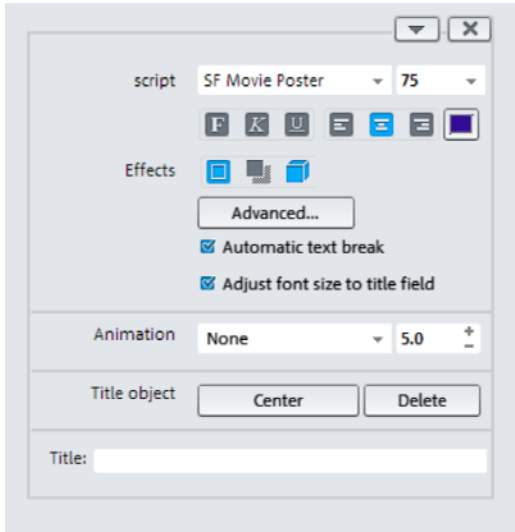 script SF Movie Poster 75
F K U
Effects
Advanced...
Automatic text break
Adjust font size to title field
Animation None 5.0
Title object Center Delete
Title: